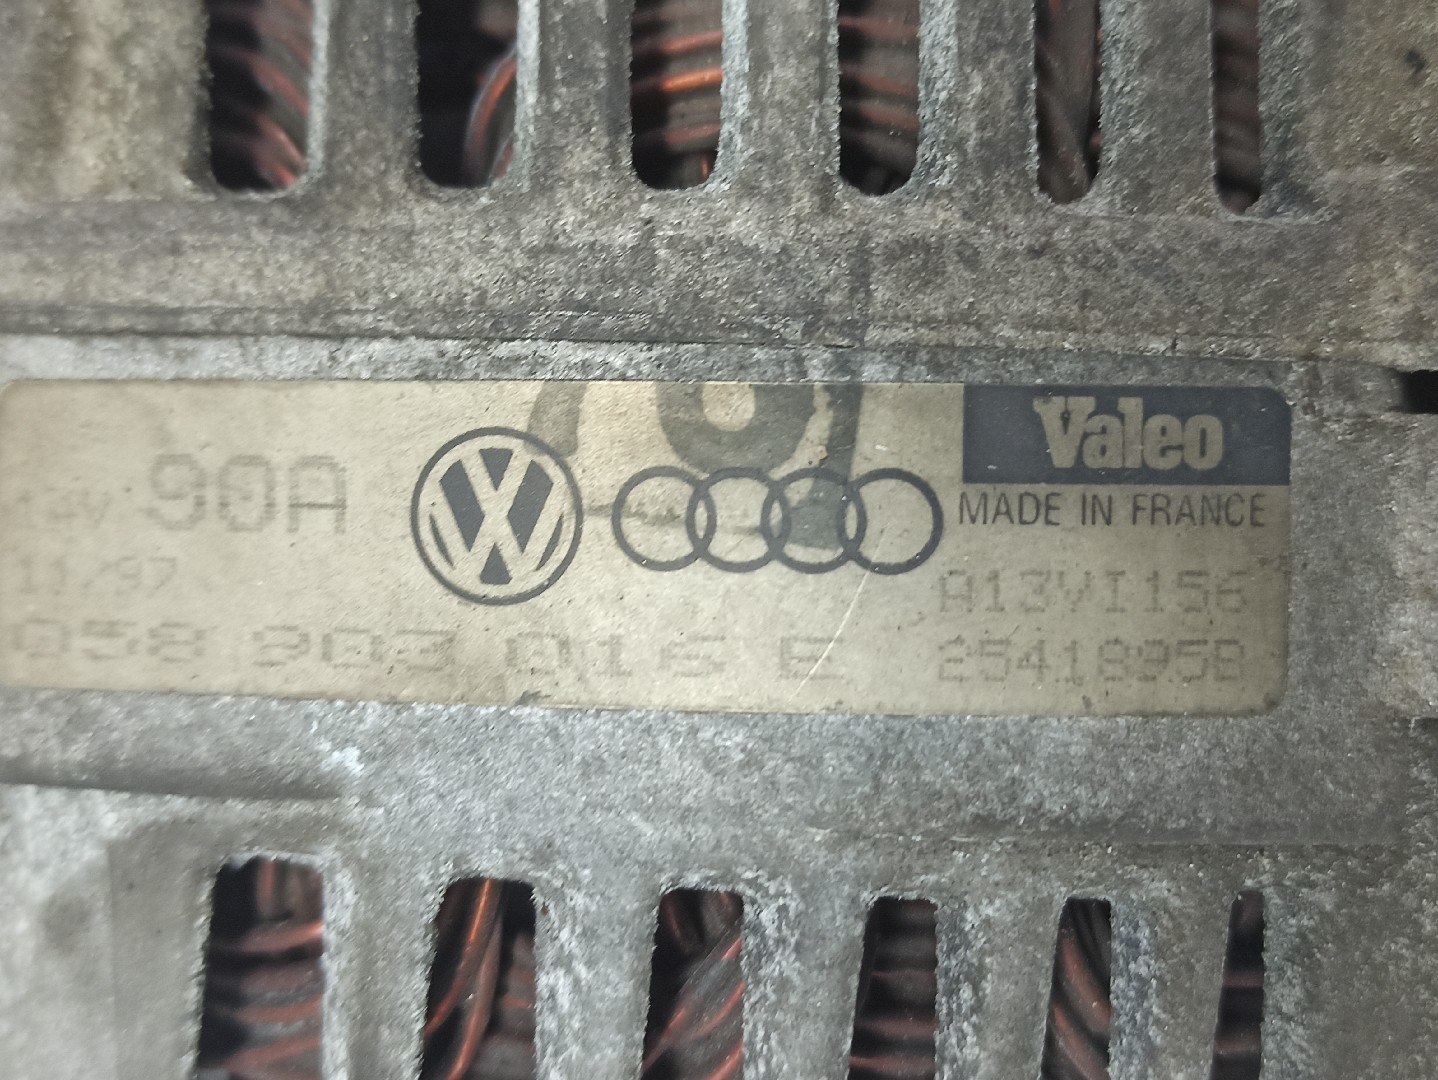 Valeo
MADE IN FRANCE
14V 90A
11/97
A13VI156
058 903 016 E
2541895B